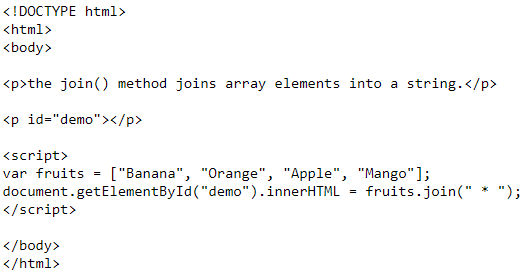 <!DOCTYPE html>
<html>
<body>
<p>the join() method joins array elements into a string.</p>
<p id="demo"></p>
<script>
var fruits = ["Banana", "Orange", "Apple", "Mango"];
document.getElementById("demo").innerHTML = fruits.join(" * ");
</script>
</body>
</html>